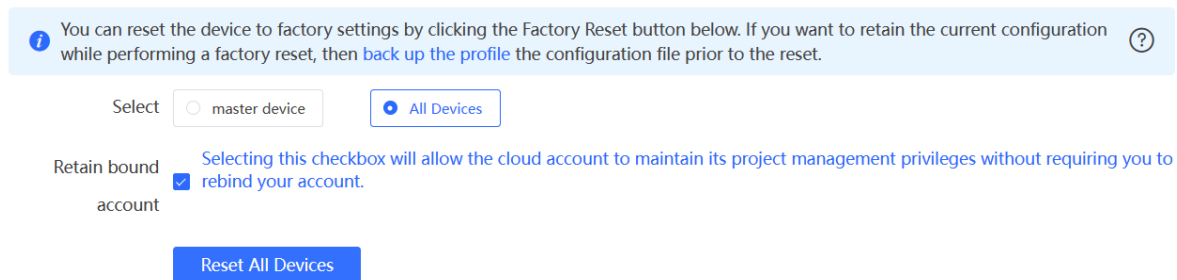 You can reset the device to factory settings by clicking the Factory Reset button below. If you want to retain the current configuration
while performing a factory reset, then back up the profile the configuration file prior to the reset.
Select
master device
All Devices
Retain bound
account
Selecting this checkbox will allow the cloud account to maintain its project management privileges without requiring you to
rebind your account.
Reset All Devices